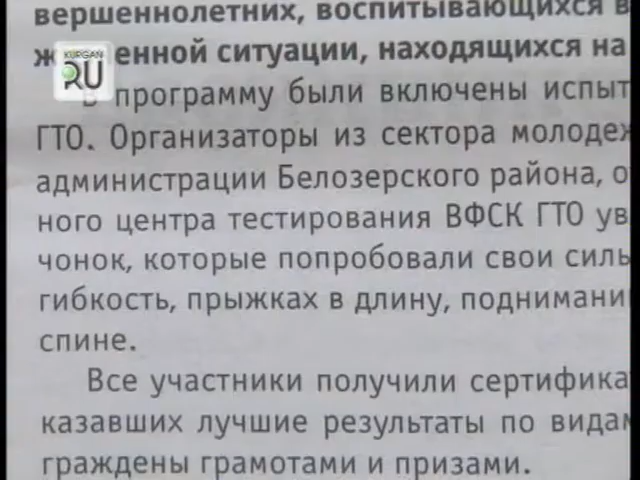 вершеннолетних, воспитывающихся в
ж енной ситуации, находящихся на
KURGAN
RU
В программу были включены испыт
ГТО. Организаторы из сектора молодеж
администрации Белозерского района, о
ного центра тестирования ВФСК ГТО ув
чонок, которые попробовали свои силы
гибкость, прыжках в длину, поднимани
спине.
Все участники получили сертифика
казавших лучшие результаты по видам
граждены грамотами и призами.